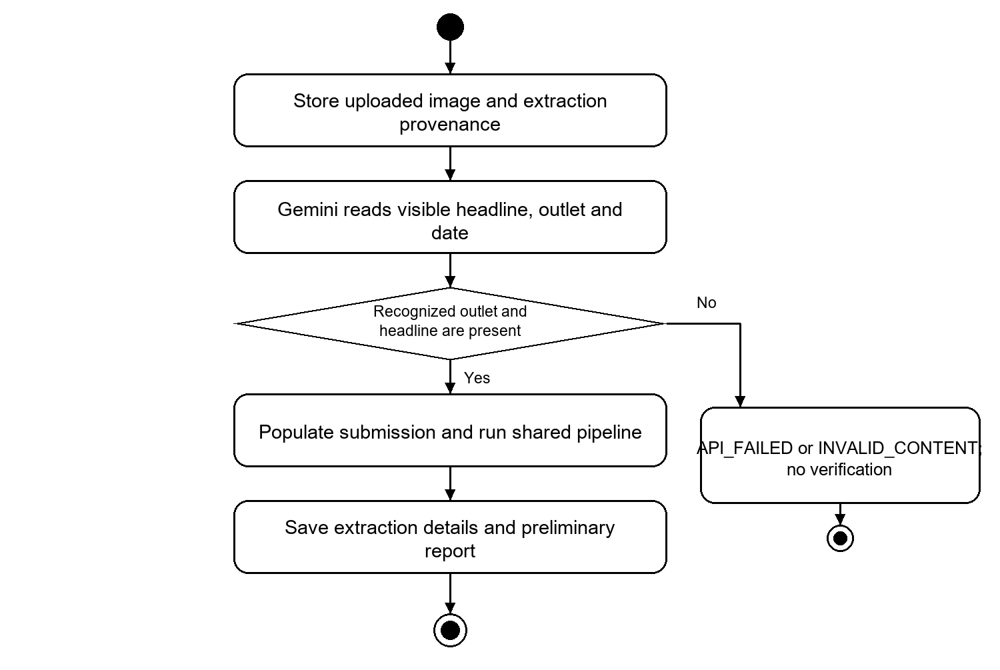 Store uploaded image and extraction
provenance
Gemini reads visible headline, outlet and
date
Recognized outlet and
headline are present
No
Yes
Populate submission and run shared pipeline
API_FAILED or INVALID_CONTENT;
no verification
Save extraction details and preliminary
report